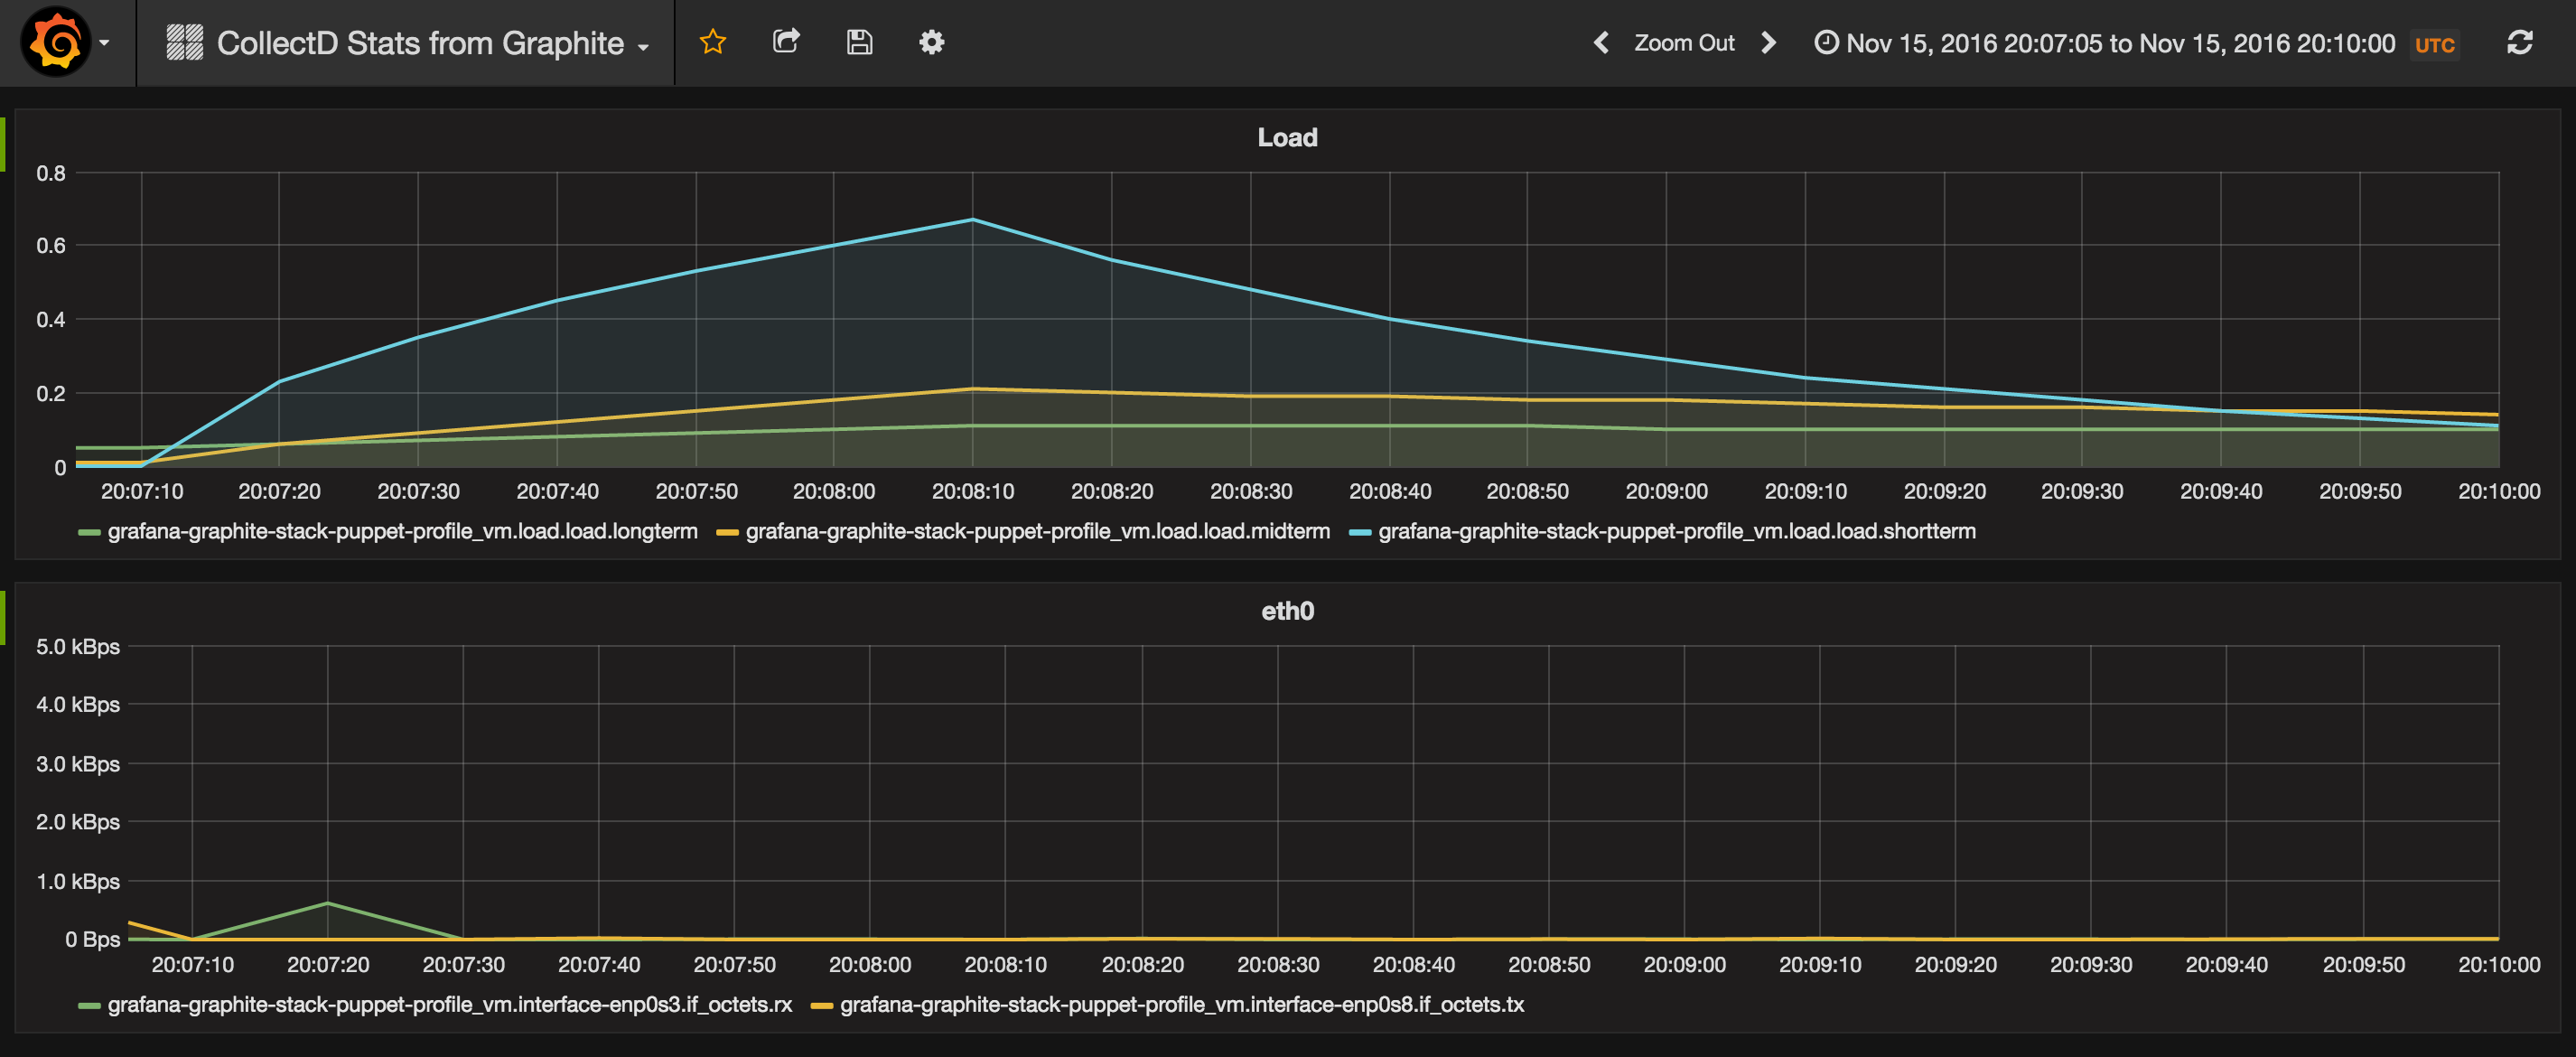 CollectD Stats from Graphite
Zoom Out
Nov 15, 2016 20:07:05 to Nov 15, 2016 20:10:00 UTC
Load
0.8
0.6
0.4
0.2
0
20:07:10 20:07:20 20:07:30 20:07:40 20:07:50 20:08:00 20:08:10 20:08:20 20:08:30 20:08:40 20:08:50 20:09:00 20:09:10 20:09:20 20:09:30 20:09:40 20:09:50 20:10:00
grafana-graphite-stack-puppet-profile_vm.load.load.longterm grafana-graphite-stack-puppet-profile_vm.load.load.midterm grafana-graphite-stack-puppet-profile_vm.load.load.shortterm
eth0
5.0 kBps
4.0 kBps
3.0 kBps
2.0 kBps
1.0 kBps
0 Bps
20:07:10 20:07:20 20:07:30 20:07:40 20:07:50 20:08:00 20:08:10 20:08:20 20:08:30 20:08:40 20:08:50 20:09:00 20:09:10 20:09:20 20:09:30 20:09:40 20:09:50 20:10:00
grafana-graphite-stack-puppet-profile_vm.interface-enp0s3.if_octets.rx grafana-graphite-stack-puppet-profile_vm.interface-enp0s8.if_octets.tx